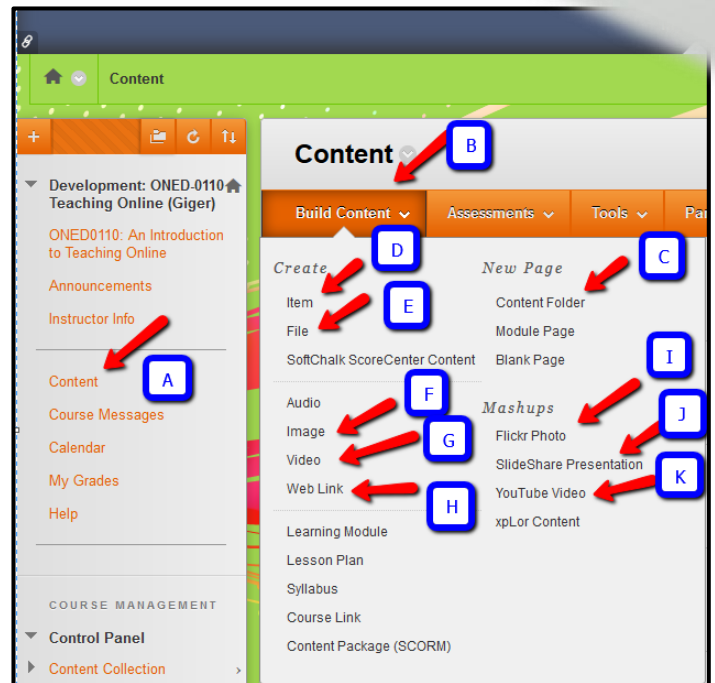 Content
Development: ONED-0110
Teaching Online (Giger)
ONED0110: An Introduction
to Teaching Online
Announcements
Instructor Info
Content
A
Course Messages
Calendar
My Grades
Help
COURSE MANAGEMENT
Control Panel
Content Collection
Content
B
Build Content
Assessments
Tools
Par
D
C
Create
New Page
Item
E
Content Folder
File
Module Page
SoftChalk ScoreCenter Content
Blank Page
I
Audio
F
Mashups
J
Image
G
Flickr Photo
Video
SlideShare Presentation
K
Web Link
H
YouTube Video
xpLor Content
Learning Module
Lesson Plan
Syllabus
Course Link
Content Package (SCORM)